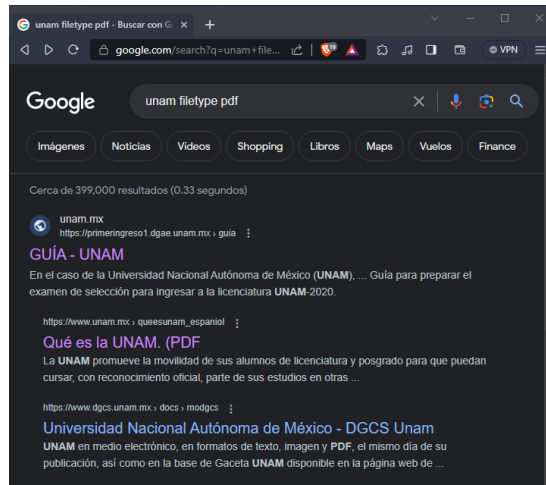 unam filetype pdf - Buscar con G
google.com/search?q=unam+file...
VPN
Google
unam filetype pdf
Imágenes
Noticias
Videos
Shopping
Libros
Maps
Vuelos
Finance
Cerca de 399,000 resultados (0.33 segundos)
unam.mx
https://primeringreso1.dgae.unam.mx › guia
GUÍA - UNAM
En el caso de la Universidad Nacional Autónoma de México (UNAM), ... Guía para preparar el
examen de selección para ingresar a la licenciatura UNAM-2020.
https://www.unam.mx › queesunam_espaniol
Qué es la UNAM. (PDF
La UNAM promueve la movilidad de sus alumnos de licenciatura y posgrado para que puedan
cursar, con reconocimiento oficial, parte de sus estudios en otras ...
https://www.dgcs.unam.mx › docs › modgcs
Universidad Nacional Autónoma de México - DGCS Unam
UNAM en medio electrónico, en formatos de texto, imagen y PDF, el mismo día de su
publicación, así como en la base de Gaceta UNAM disponible en la página web de ...